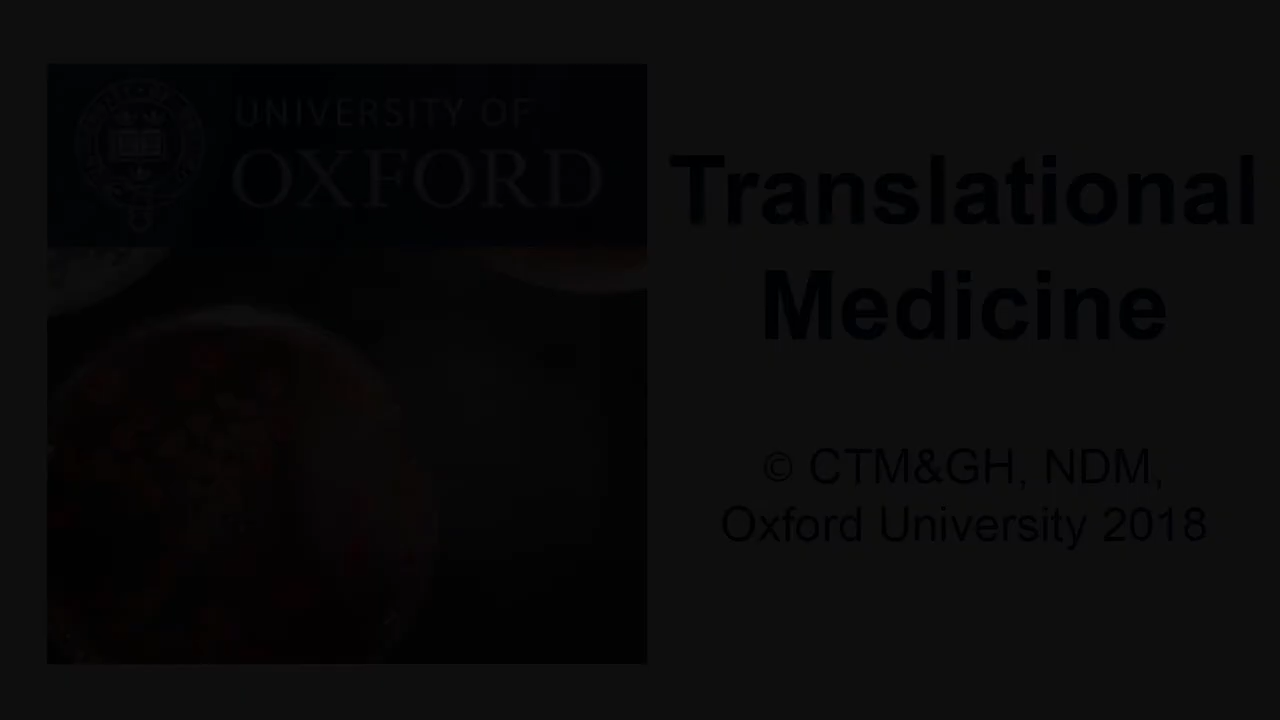 UNIVERSITY OF
OXFORD
Translational
Medicine
© CTM&GH, NDM,
Oxford University 2018